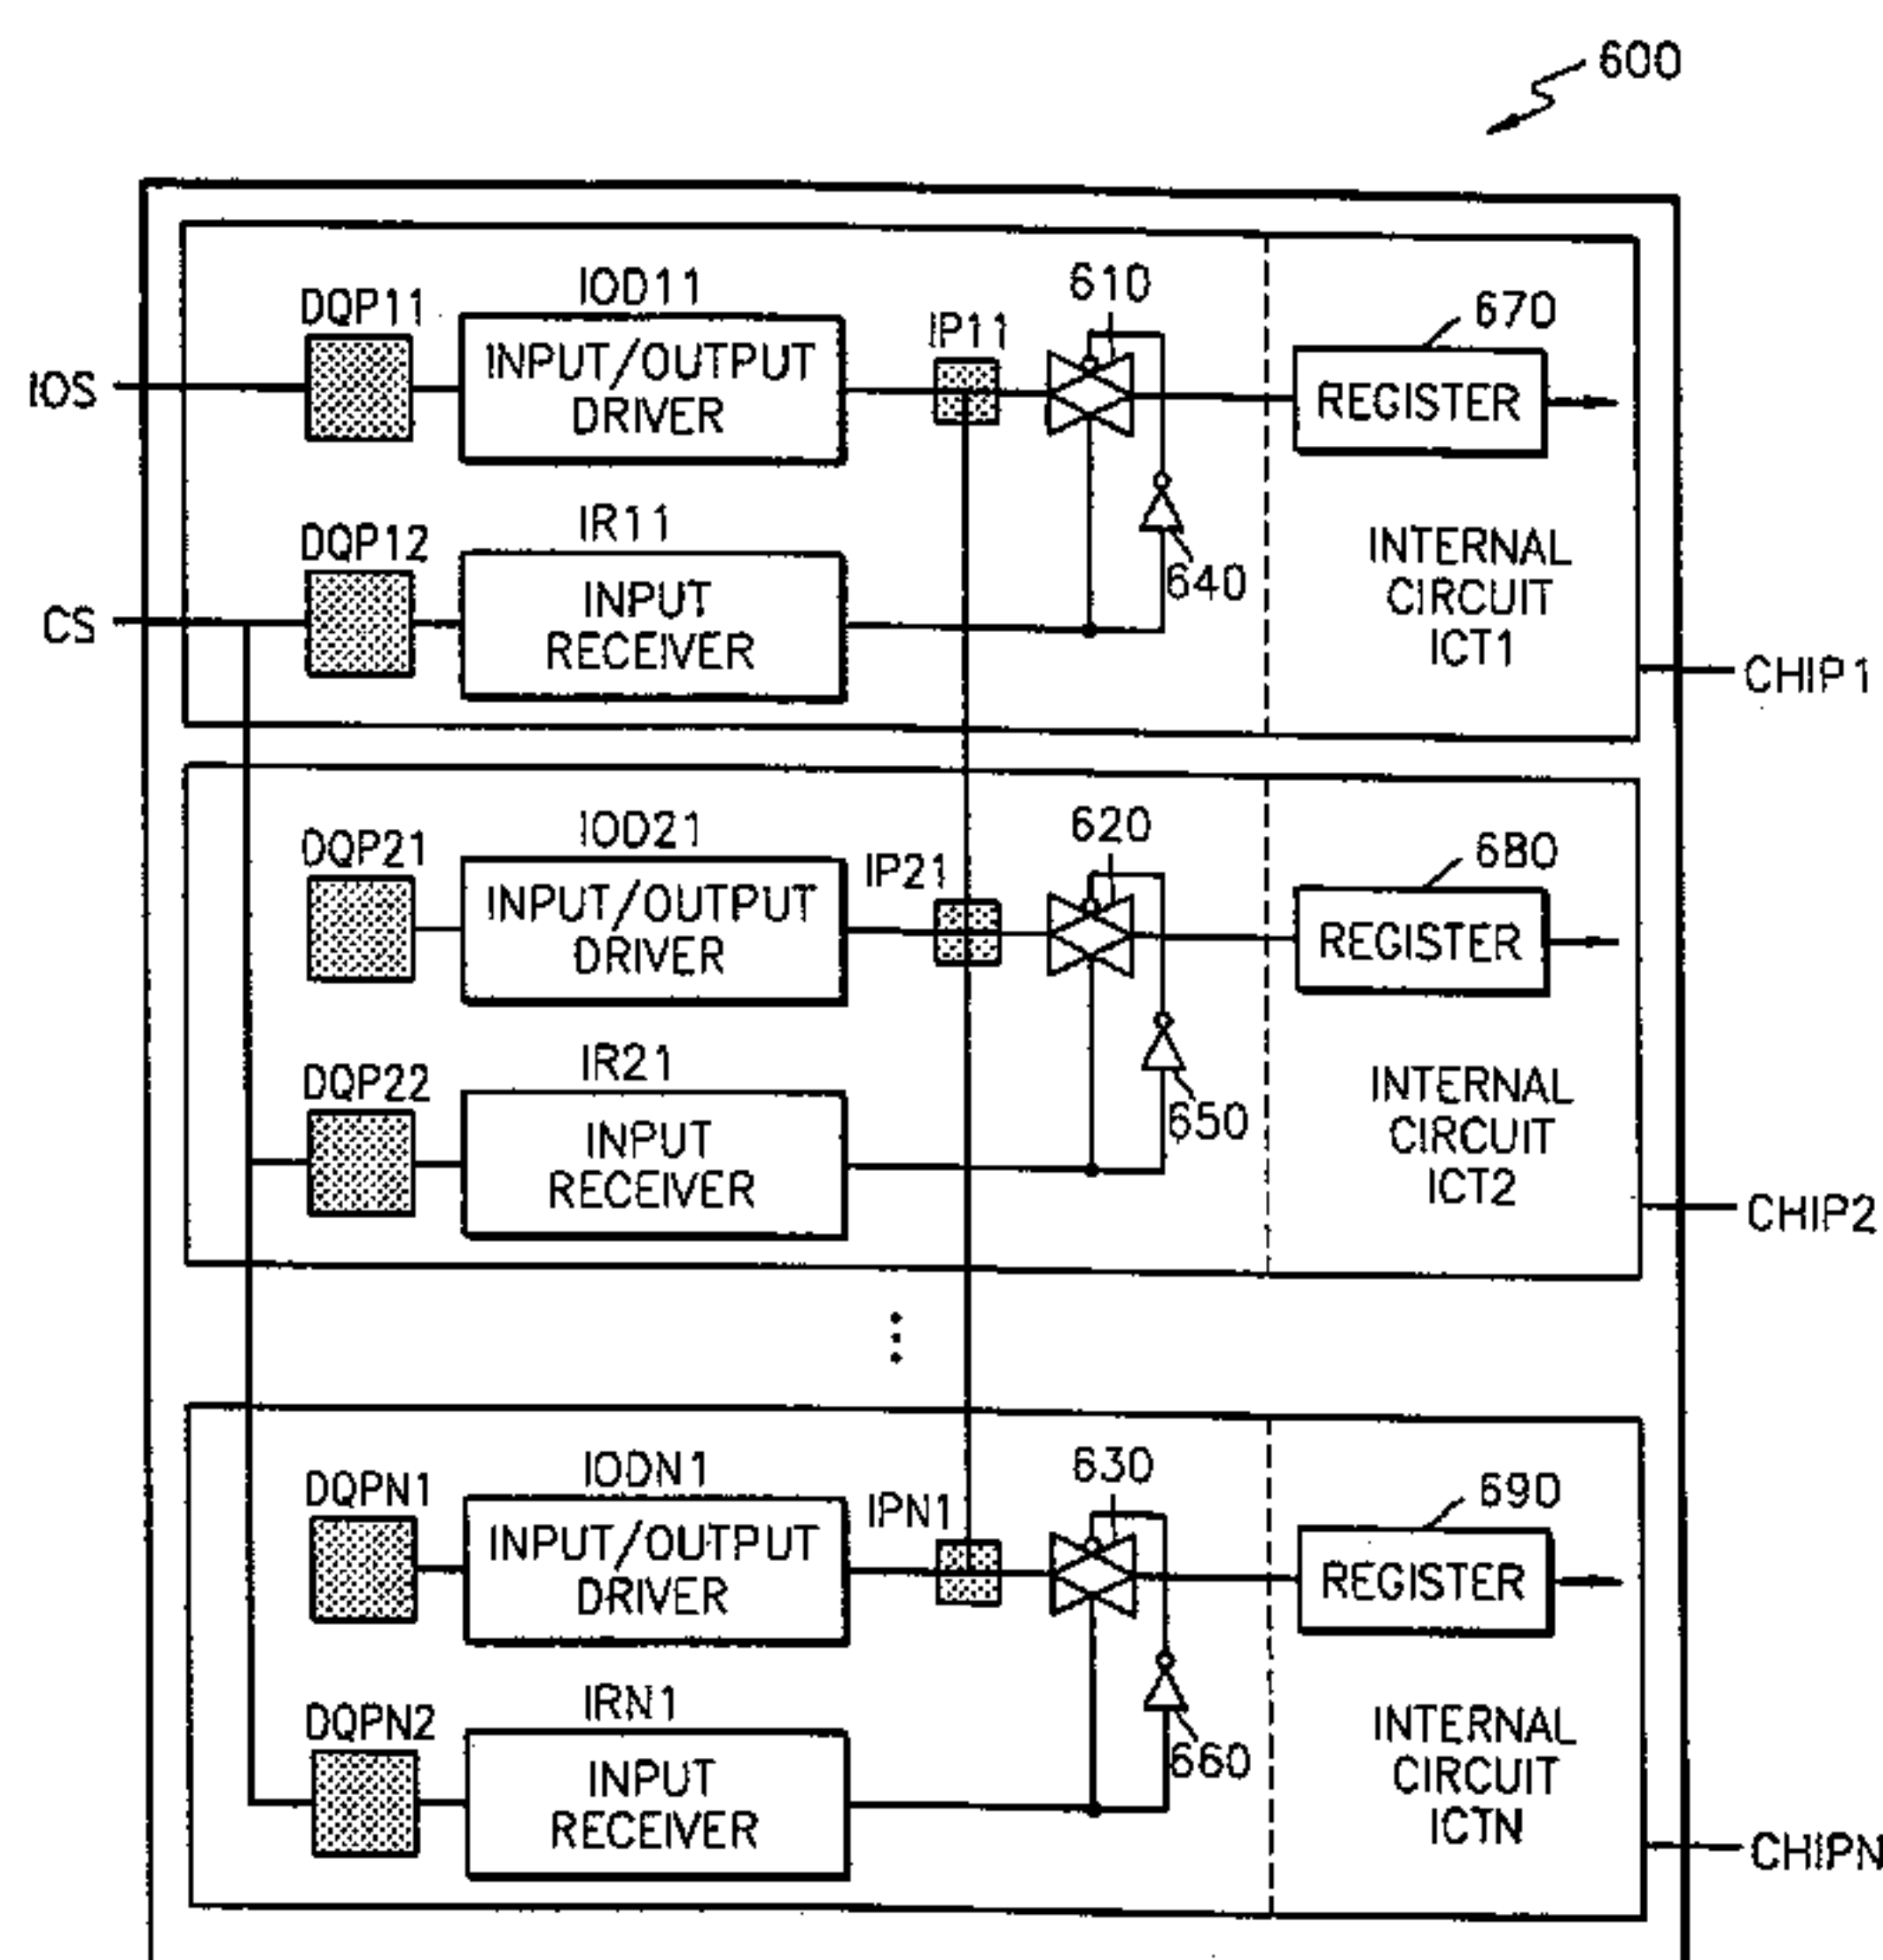 600
IOD11
DQP11
INPUT/OUTPUT
DRIVER
IP11
610
670
IOS
REGISTER
IR11
DQP12
INPUT
RECEIVER
640
INTERNAL
CIRCUIT
ICT1
CS
CHIP1
IOD21
DQP21
INPUT/OUTPUT
DRIVER
IP21
620
680
REGISTER
IR21
DQP22
INPUT
RECEIVER
650
INTERNAL
CIRCUIT
ICT2
CHIP2
IODN1
DQPN1
INPUT/OUTPUT
DRIVER
IPN1
630
690
REGISTER
IRN1
DQPN2
INPUT
RECEIVER
660
INTERNAL
CIRCUIT
ICTN
CHIPN